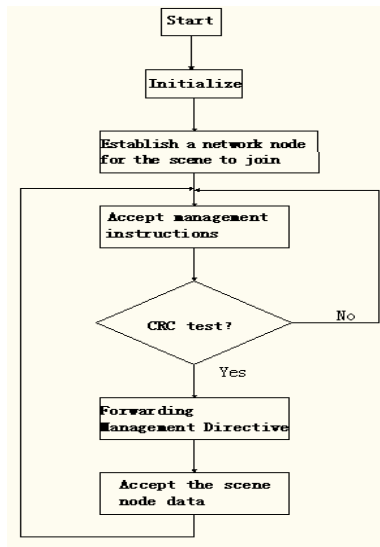 Start
Initialize
Establish a network node
for the scene to join
Accept management
instructions
CRC test?
No
Yes
Forwarding
Management Directive
Accept the scene
node data